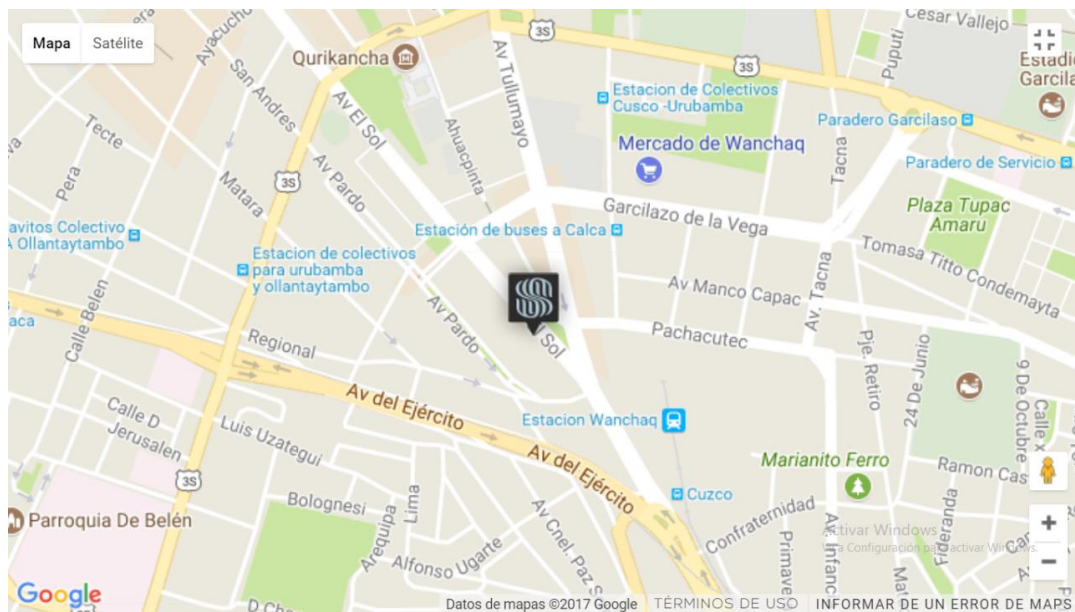 Mapa
Satélite
Ayacucho
San Andres
Qurikancha
3S
Av Tullumayo
Cesar Vallejo
Puputi
3S
Estacion de Colectivos
Cusco -Urubamba
Paradero Garcilaso
Av El Sol
Ahuacpinta
Mercado de Wanchaq
Tacna
Paradero de Servicio
Tecte
Pera
Matara
3S
Av Pardo
Garcilazo de la Vega
Plaza Tupac
Amaru
Estación de buses a Calca
Ollantaytambo
Estacion de colectivos
para urubamba
y ollantaytambo
Tomasa Titto Condemayta
Calle Belen
Av Pardo
Av Manco Capac
Av. Tacna
Regional
Sol
Pachacutec
Pje. Retiro
24 De Junio
9 De Octubre
Av del Ejército
Calle D
Jerusalen
Luis Uzategui
Estacion Wanchaq
Av del Ejército
Marianito Ferro
3S
Bolognesi
Lima
Cuzco
Parroquia De Belén
Arequipa
Alfonso Ugarte
Av Cnel. Paz S
Confraternidad
Primave
Av. Infanc
Activar Windows
Google
Datos de mapas ©2017 Google
TÉRMINOS DE USO
INFORMAR DE UN ERROR DE MAPS